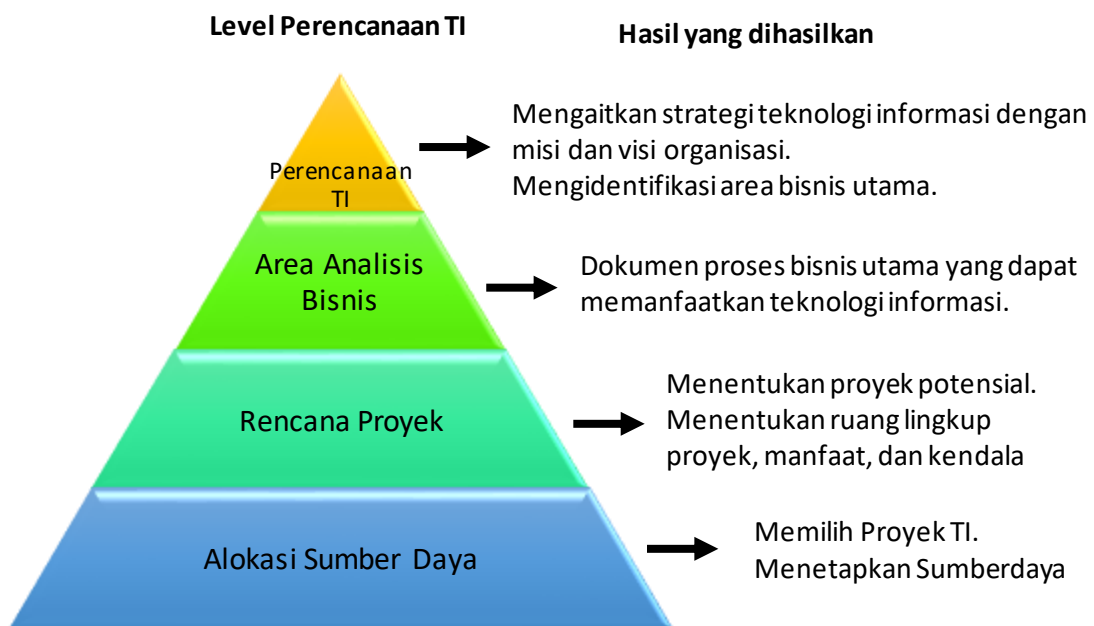 Level Perencanaan TI
Hasil yang dihasilkan
Perencanaan
TI
Mengaitkan strategi teknologi informasi dengan
misi dan visi organisasi.
Mengidentifikasi area bisnis utama.
Area Analisis
Bisnis
Dokumen proses bisnis utama yang dapat
memanfaatkan teknologi informasi.
Rencana Proyek
Menentukan proyek potensial.
Menentukan ruang lingkup
proyek, manfaat, dan kendala
Alokasi Sumber Daya
Memilih Proyek TI.
Menetapkan Sumberdaya